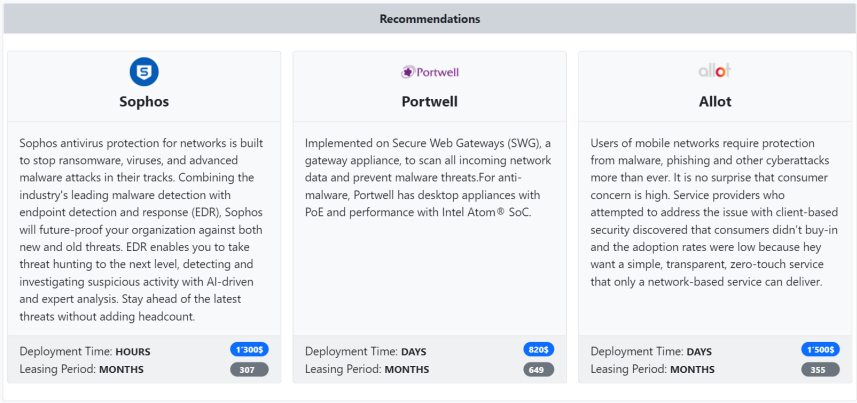 Recommendations
Sophos
Sophos antivirus protection for networks is built
to stop ransomware, viruses, and advanced
malware attacks in their tracks. Combining the
industry's leading malware detection with
endpoint detection and response (EDR), Sophos
will future-proof your organization against both
new and old threats. EDR enables you to take
threat hunting to the next level, detecting and
investigating suspicious activity with AI-driven
and expert analysis. Stay ahead of the latest
threats without adding headcount.
Deployment Time: HOURS
1'300$
Leasing Period: MONTHS
307
Portwell
Portwell
Implemented on Secure Web Gateways (SWG), a
gateway appliance, to scan all incoming network
data and prevent malware threats.For anti-
malware, Portwell has desktop appliances with
PoE and performance with Intel Atom® SoC.
Deployment Time: DAYS
820$
Leasing Period: MONTHS
649
allot
Allot
Users of mobile networks require protection
from malware, phishing and other cyberattacks
more than ever. It is no surprise that consumer
concern is high. Service providers who
attempted to address the issue with client-based
security discovered that consumers didn't buy-in
and the adoption rates were low because hey
want a simple, transparent, zero-touch service
that only a network-based service can deliver.
Deployment Time: DAYS
1'500$
Leasing Period: MONTHS
355